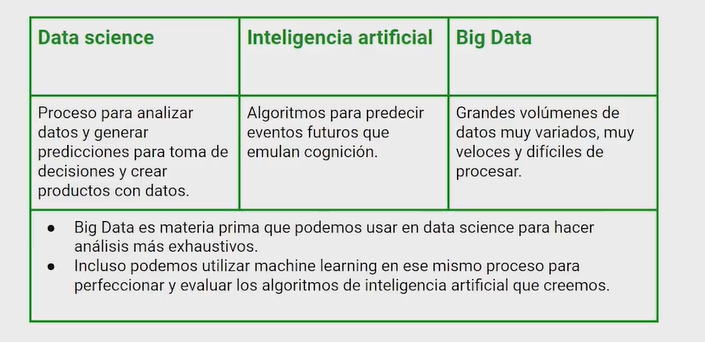 Data science
Inteligencia artificial
Big Data
Proceso para analizar
datos y generar
predicciones para toma de
decisiones y crear
productos con datos.
Algoritmos para predecir
eventos futuros que
emulan cognición.
Grandes volúmenes de
datos muy variados, muy
veloces y difíciles de
procesar.
● Big Data es materia prima que podemos usar en data science para hacer
análisis más exhaustivos.
● Incluso podemos utilizar machine learning en ese mismo proceso para
perfeccionar y evaluar los algoritmos de inteligencia artificial que creemos.